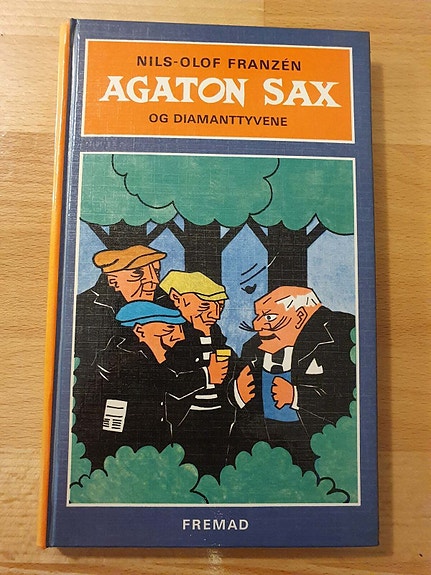 NILS-OLOF FRANZÉN
AGATON SAX
OG DIAMANTTYVENE
FREMAD